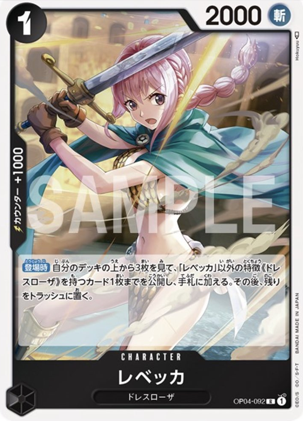 1
2000
斬
カウンター +1000
SAMPLE
登場時 自分のデッキの上から3枚を見て、「レベッカ」以外の特徴《ドレ
スローザ》を持つカード1枚までを公開し、手札に加える。その後、残り
をトラッシュに置く。
CHARACTER
レベッカ
ドレスローザ
OP04-092 R
BANDAI MADE IN JAPAN